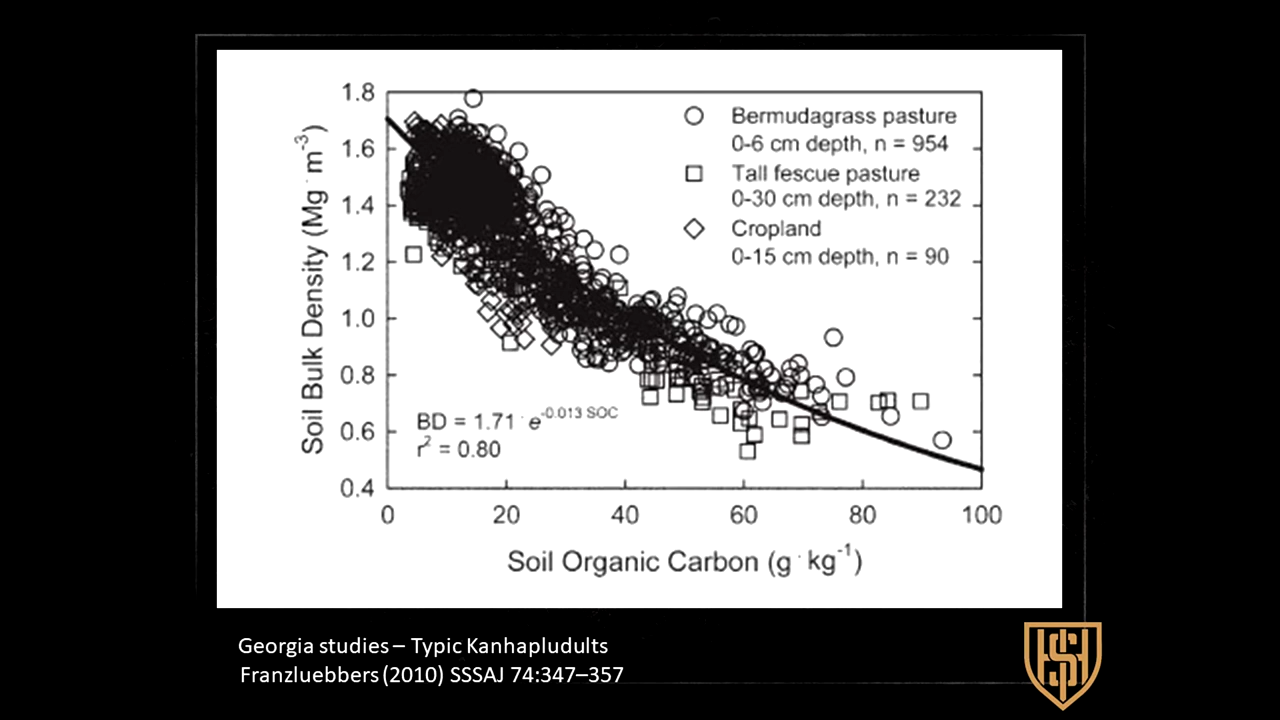 1.8
1.6
1.4
1.2
1.0
0.8
0.6
0.4
Soil Bulk Density (Mg · m⁻³)
Bermudagrass pasture
0-6 cm depth, n = 954
Tall fescue pasture
0-30 cm depth, n = 232
Cropland
0-15 cm depth, n = 90
BD = 1.71 · e^-0.013 SOC
r² = 0.80
0 20 40 60 80 100
Soil Organic Carbon (g · kg⁻¹)
Georgia studies – Typic Kanhapludults
Franzluebbers (2010) SSSAJ 74:347–357